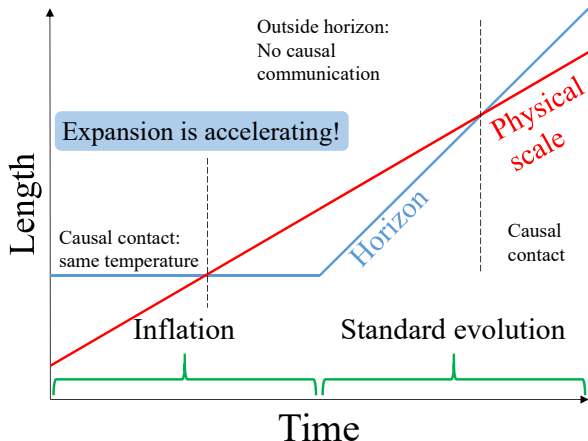 Outside horizon:
No causal
communication
Expansion is accelerating!
Physical
scale
Length
Horizon
Causal contact:
same temperature
Causal
contact
Inflation
Standard evolution
Time